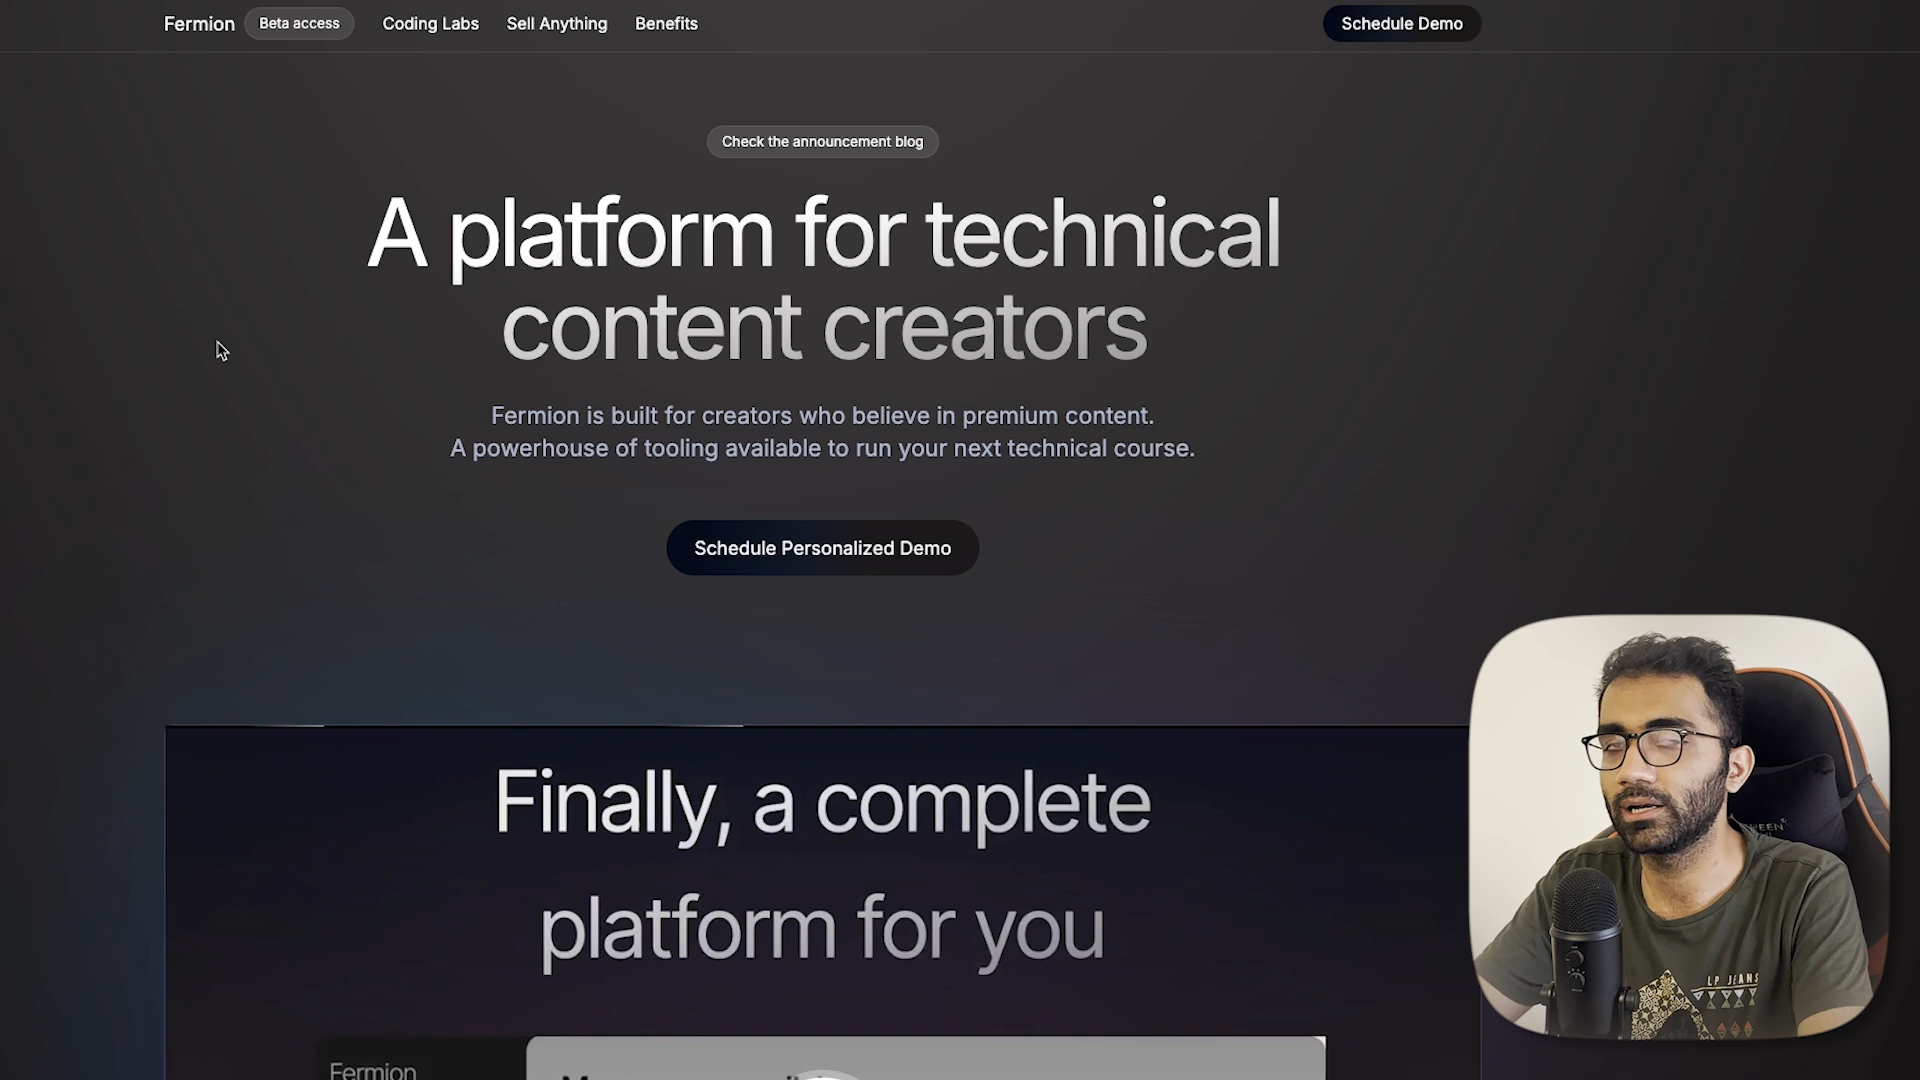 Fermion Beta access Coding Labs Sell Anything Benefits Schedule Demo
Check the announcement blog
A platform for technical
content creators
Fermion is built for creators who believe in premium content.
A powerhouse of tooling available to run your next technical course.
Schedule Personalized Demo
Finally, a complete
platform for you
Fermion
LP JEANS